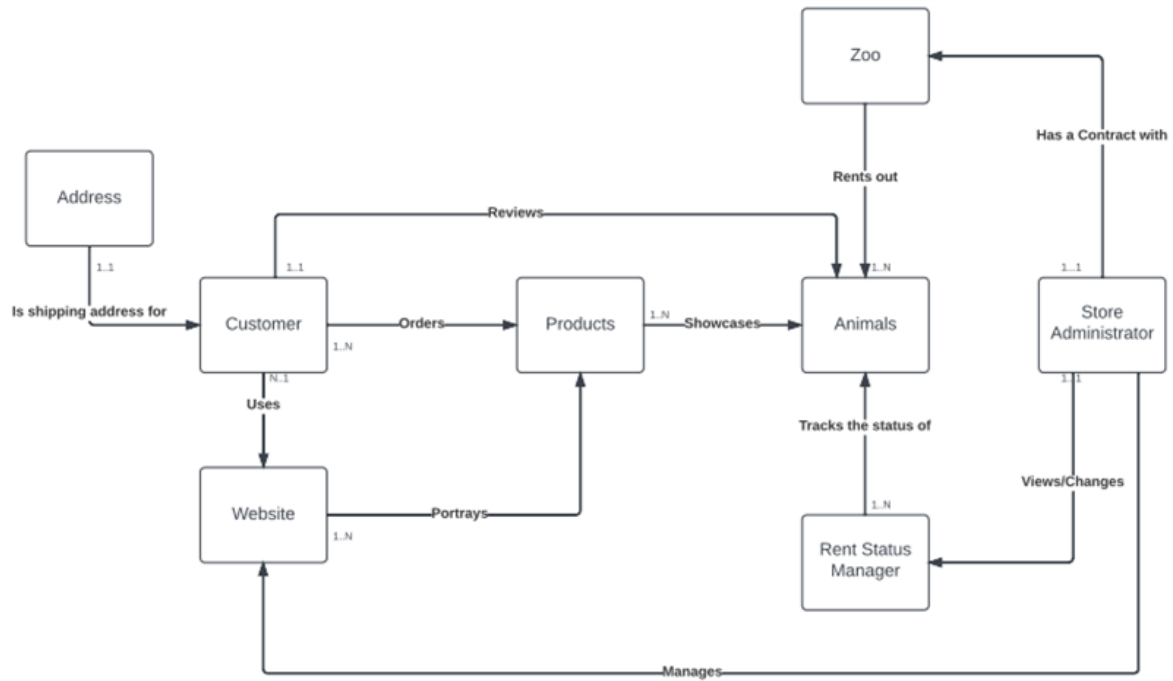 Zoo
Has a Contract with
Address
Rents out
Reviews
1..1
1..1
1..N
1..1
Is shipping address for
Customer
Orders
Products
1..N
Showcases
Animals
Store
Administrator
1..N
N..1
1..1
Uses
Tracks the status of
Views/Changes
Website
Portrays
1..N
1..N
Rent Status
Manager
Manages